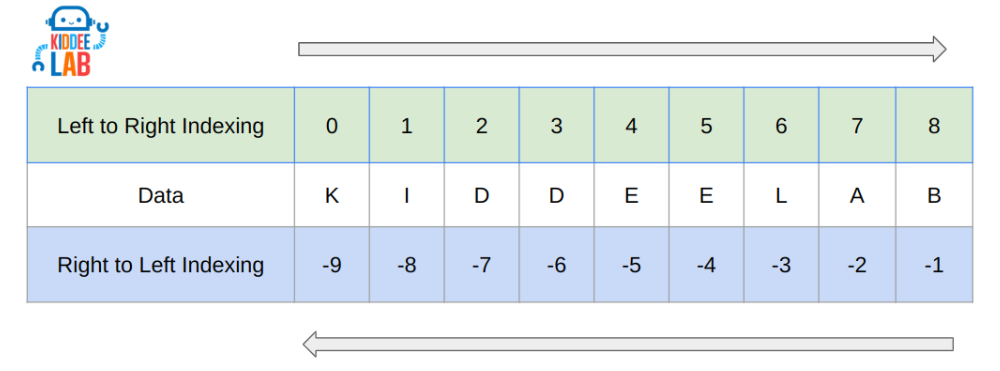 KIDDEE
LAB
Left to Right Indexing 0 1 2 3 4 5 6 7 8
Data K I D D E E L A B
Right to Left Indexing -9 -8 -7 -6 -5 -4 -3 -2 -1